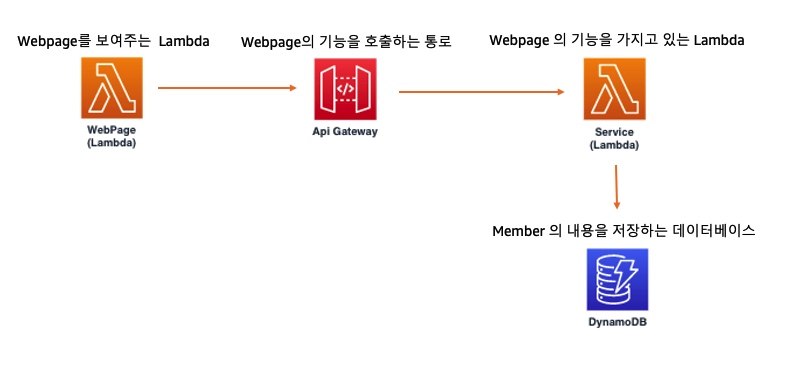 Webpage를 보여주는 Lambda
Webpage의 기능을 호출하는 통로
Webpage 의 기능을 가지고 있는 Lambda
WebPage
(Lambda)
Api Gateway
Service
(Lambda)
Member 의 내용을 저장하는 데이터베이스
DynamoDB